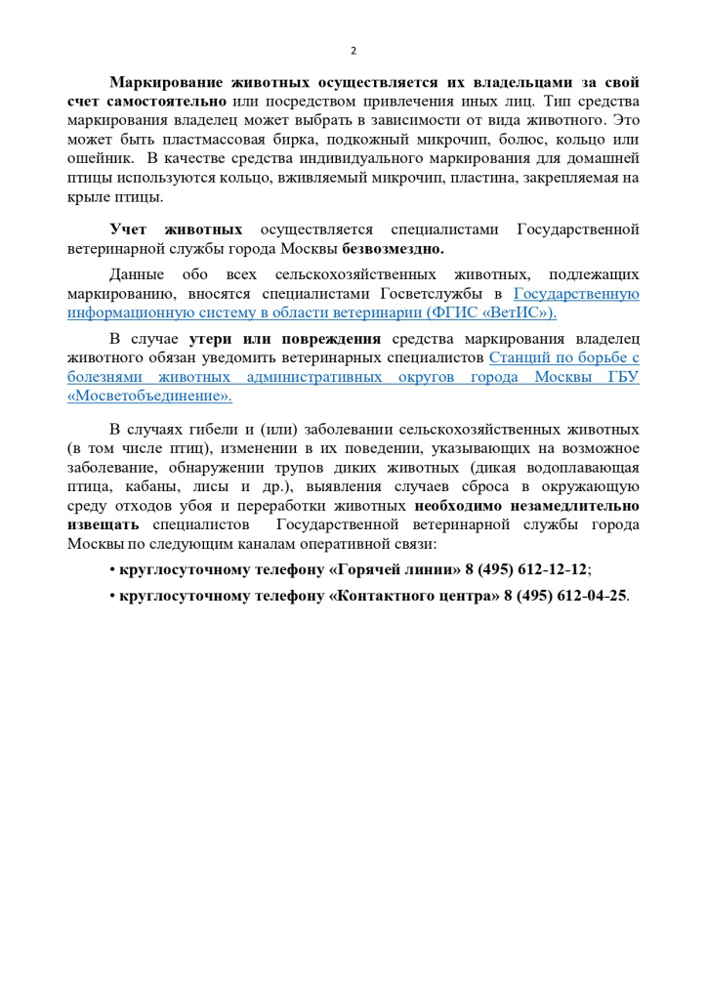 2
Маркирование животных осуществляется их владельцами за свой
счет самостоятельно или посредством привлечения иных лиц. Тип средства
маркирования владелец может выбрать в зависимости от вида животного. Это
может быть пластмассовая бирка, подкожный микрочип, болюс, кольцо или
ошейник. В качестве средства индивидуального маркирования для домашней
птицы используются кольцо, вживляемый микрочип, пластина, закрепляемая на
крыле птицы.
Учет животных осуществляется специалистами Государственной
ветеринарной службы города Москвы безвозмездно.
Данные обо всех сельскохозяйственных животных, подлежащих
маркированию, вносятся специалистами Госветслужбы в Государственную
информационную систему в области ветеринарии (ФГИС «ВетИС»).
В случае утери или повреждения средства маркирования владелец
животного обязан уведомить ветеринарных специалистов Станций по борьбе с
болезнями животных административных округов города Москвы ГБУ
«Мосветобъединение».
В случаях гибели и (или) заболевании сельскохозяйственных животных
(в том числе птиц), изменении в их поведении, указывающих на возможное
заболевание, обнаружении трупов диких животных (дикая водоплавающая
птица, кабаны, лисы и др.), выявления случаев сброса в окружающую
среду отходов убоя и переработки животных необходимо незамедлительно
извещать специалистов Государственной ветеринарной службы города
Москвы по следующим каналам оперативной связи:
• круглосуточному телефону «Горячей линии» 8 (495) 612-12-12;
• круглосуточному телефону «Контактного центра» 8 (495) 612-04-25.